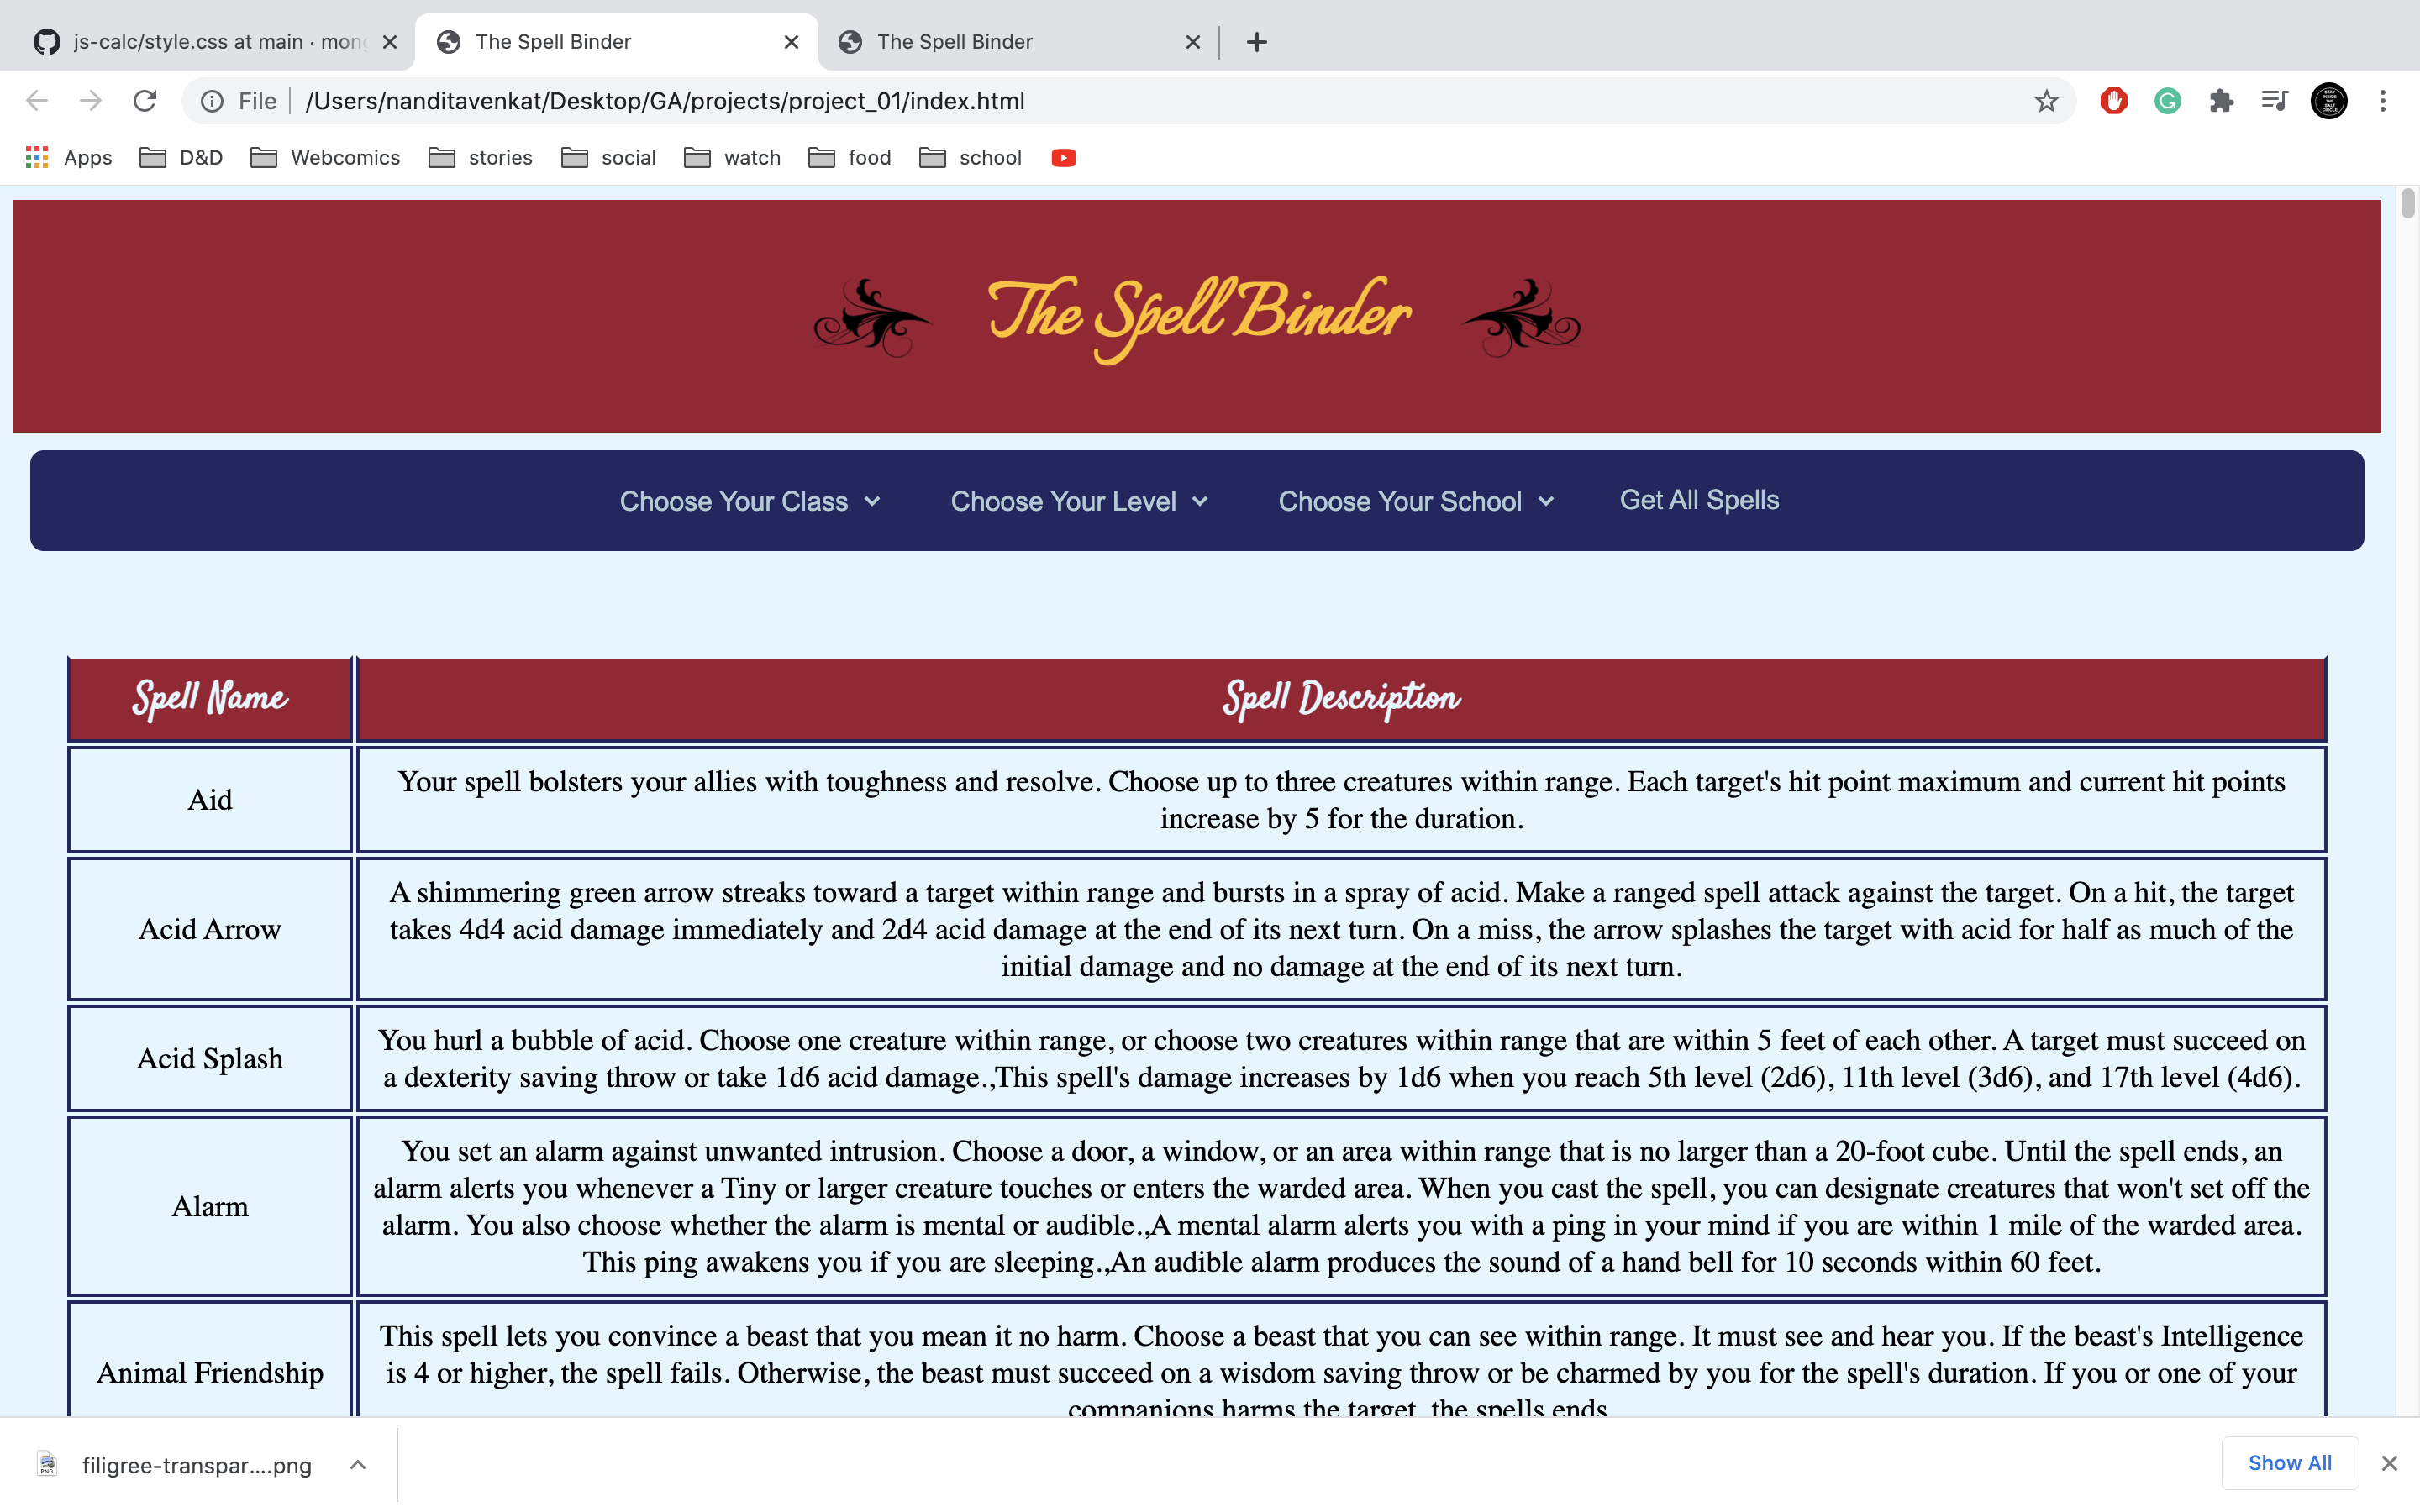 js-calc/style.css at main · mong
The Spell Binder
The Spell Binder
File
/Users/nanditavenkat/Desktop/GA/projects/project_01/index.html
Apps
D&D
Webcomics
stories
social
watch
food
school
The Spell Binder
Choose Your Class
Choose Your Level
Choose Your School
Get All Spells
Spell Name
Spell Description
Aid
Your spell bolsters your allies with toughness and resolve. Choose up to three creatures within range. Each target's hit point maximum and current hit points
increase by 5 for the duration.
Acid Arrow
A shimmering green arrow streaks toward a target within range and bursts in a spray of acid. Make a ranged spell attack against the target. On a hit, the target
takes 4d4 acid damage immediately and 2d4 acid damage at the end of its next turn. On a miss, the arrow splashes the target with acid for half as much of the
initial damage and no damage at the end of its next turn.
Acid Splash
You hurl a bubble of acid. Choose one creature within range, or choose two creatures within range that are within 5 feet of each other. A target must succeed on
a dexterity saving throw or take 1d6 acid damage.,This spell's damage increases by 1d6 when you reach 5th level (2d6), 11th level (3d6), and 17th level (4d6).
Alarm
You set an alarm against unwanted intrusion. Choose a door, a window, or an area within range that is no larger than a 20-foot cube. Until the spell ends, an
alarm alerts you whenever a Tiny or larger creature touches or enters the warded area. When you cast the spell, you can designate creatures that won't set off the
alarm. You also choose whether the alarm is mental or audible.,A mental alarm alerts you with a ping in your mind if you are within 1 mile of the warded area.
This ping awakens you if you are sleeping.,An audible alarm produces the sound of a hand bell for 10 seconds within 60 feet.
Animal Friendship
This spell lets you convince a beast that you mean it no harm. Choose a beast that you can see within range. It must see and hear you. If the beast's Intelligence
is 4 or higher, the spell fails. Otherwise, the beast must succeed on a wisdom saving throw or be charmed by you for the spell's duration. If you or one of your
companions harms the target, the spells ends
filigree-transpar....png
Show All